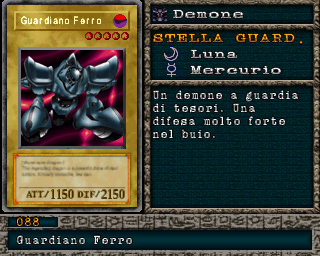 Guardiano Ferro
ATT/1150 DIF/2150
Demone
STELLA GUARD.
Luna
Mercurio
Un demone a guardia
di tesori. Una
difesa molto forte
nel buio.
088
Guardiano Ferro